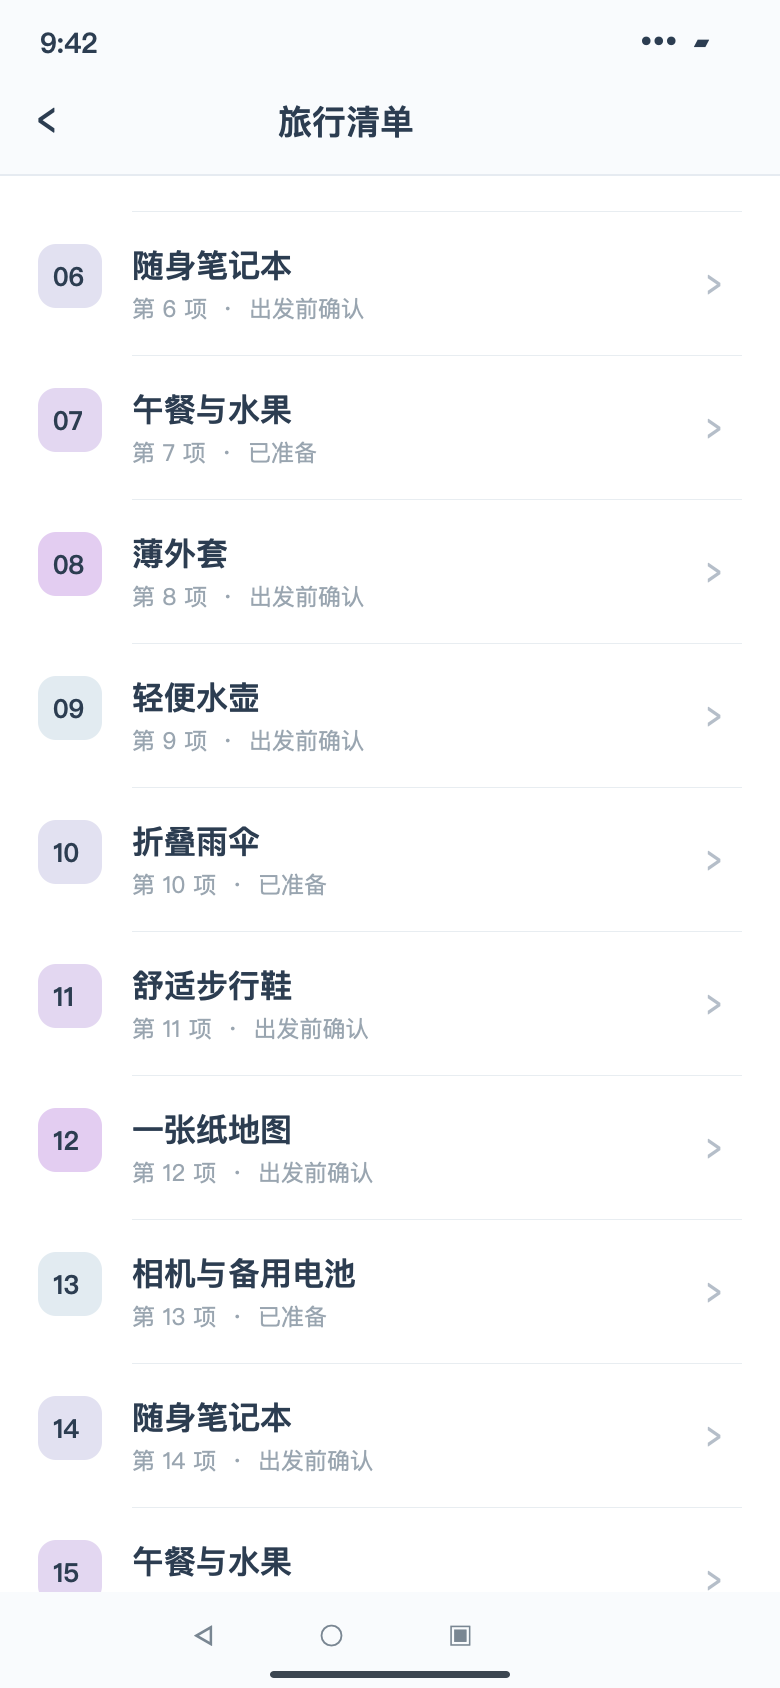 9:42
旅行清单
06
随身笔记本
第 6 项 · 出发前确认
07
午餐与水果
第 7 项 · 已准备
08
薄外套
第 8 项 · 出发前确认
09
轻便水壶
第 9 项 · 出发前确认
10
折叠雨伞
第 10 项 · 已准备
11
舒适步行鞋
第 11 项 · 出发前确认
12
一张纸地图
第 12 项 · 出发前确认
13
相机与备用电池
第 13 项 · 已准备
14
随身笔记本
第 14 项 · 出发前确认
15
午餐与水果